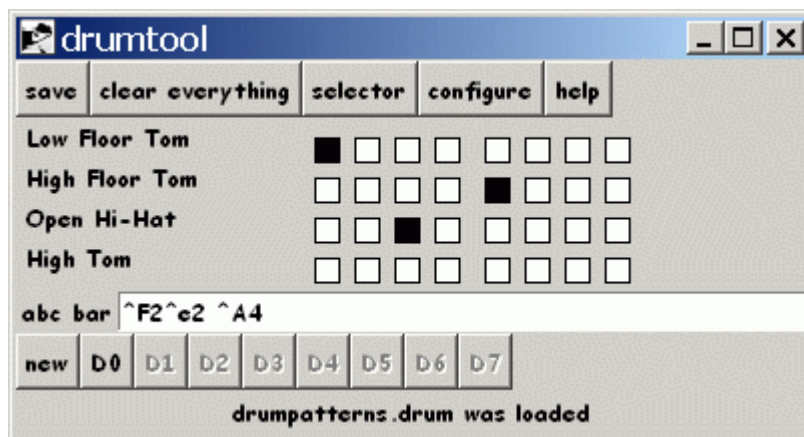 drumtool
save clear everything selector configure help
Low Floor Tom
High Floor Tom
Open Hi-Hat
High Tom
abc bar ^F2^e2 ^A4
new D0 D1 D2 D3 D4 D5 D6 D7
drumpatterns.drum was loaded